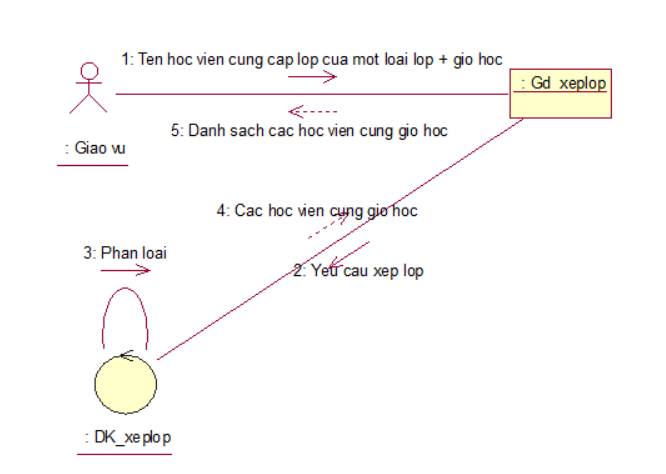 1: Ten hoc vien cung cap lop cua mot loai lop + gio hoc
: Gd_xeplop
5: Danh sach cac hoc vien cung gio hoc
: Giao vu
4: Cac hoc vien cung gio hoc
3: Phan loai
2: Yeu cau xep lop
: DK_xeplop